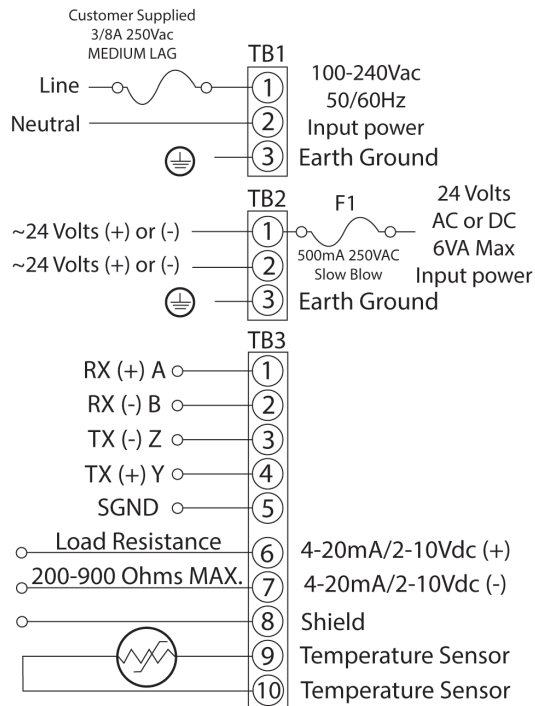 Customer Supplied
3/8A 250Vac
MEDIUM LAG
TB1
Line
1
100-240Vac
50/60Hz
Neutral
2
Input power
3
Earth Ground
TB2
24 Volts
F1
AC or DC
~24 Volts (+) or (-)
1
6VA Max
500mA 250VAC
~24 Volts (+) or (-)
2
Slow Blow
Input power
3
Earth Ground
TB3
RX (+) A
1
RX (-) B
2
TX (-) Z
3
TX (+) Y
4
SGND
5
Load Resistance
6
4-20mA/2-10Vdc (+)
200-900 Ohms MAX.
7
4-20mA/2-10Vdc (-)
8
Shield
9
Temperature Sensor
10
Temperature Sensor